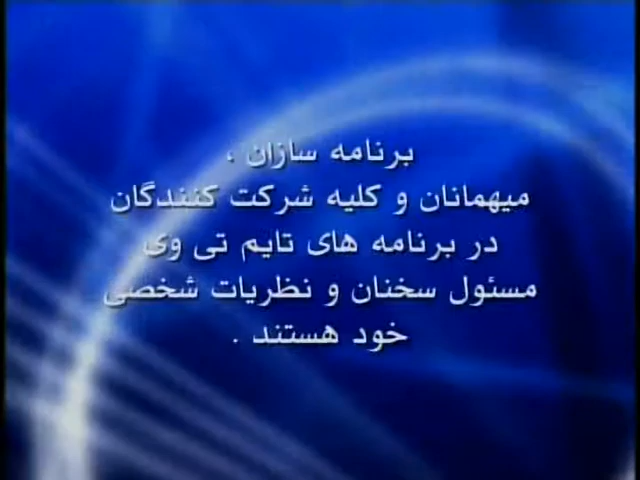 برنامه سازان ،
میهمانان و کلیه شرکت کنندگان
در برنامه های تایم تی وی
مسئول سخنان و نظریات شخصی
خود هستند .